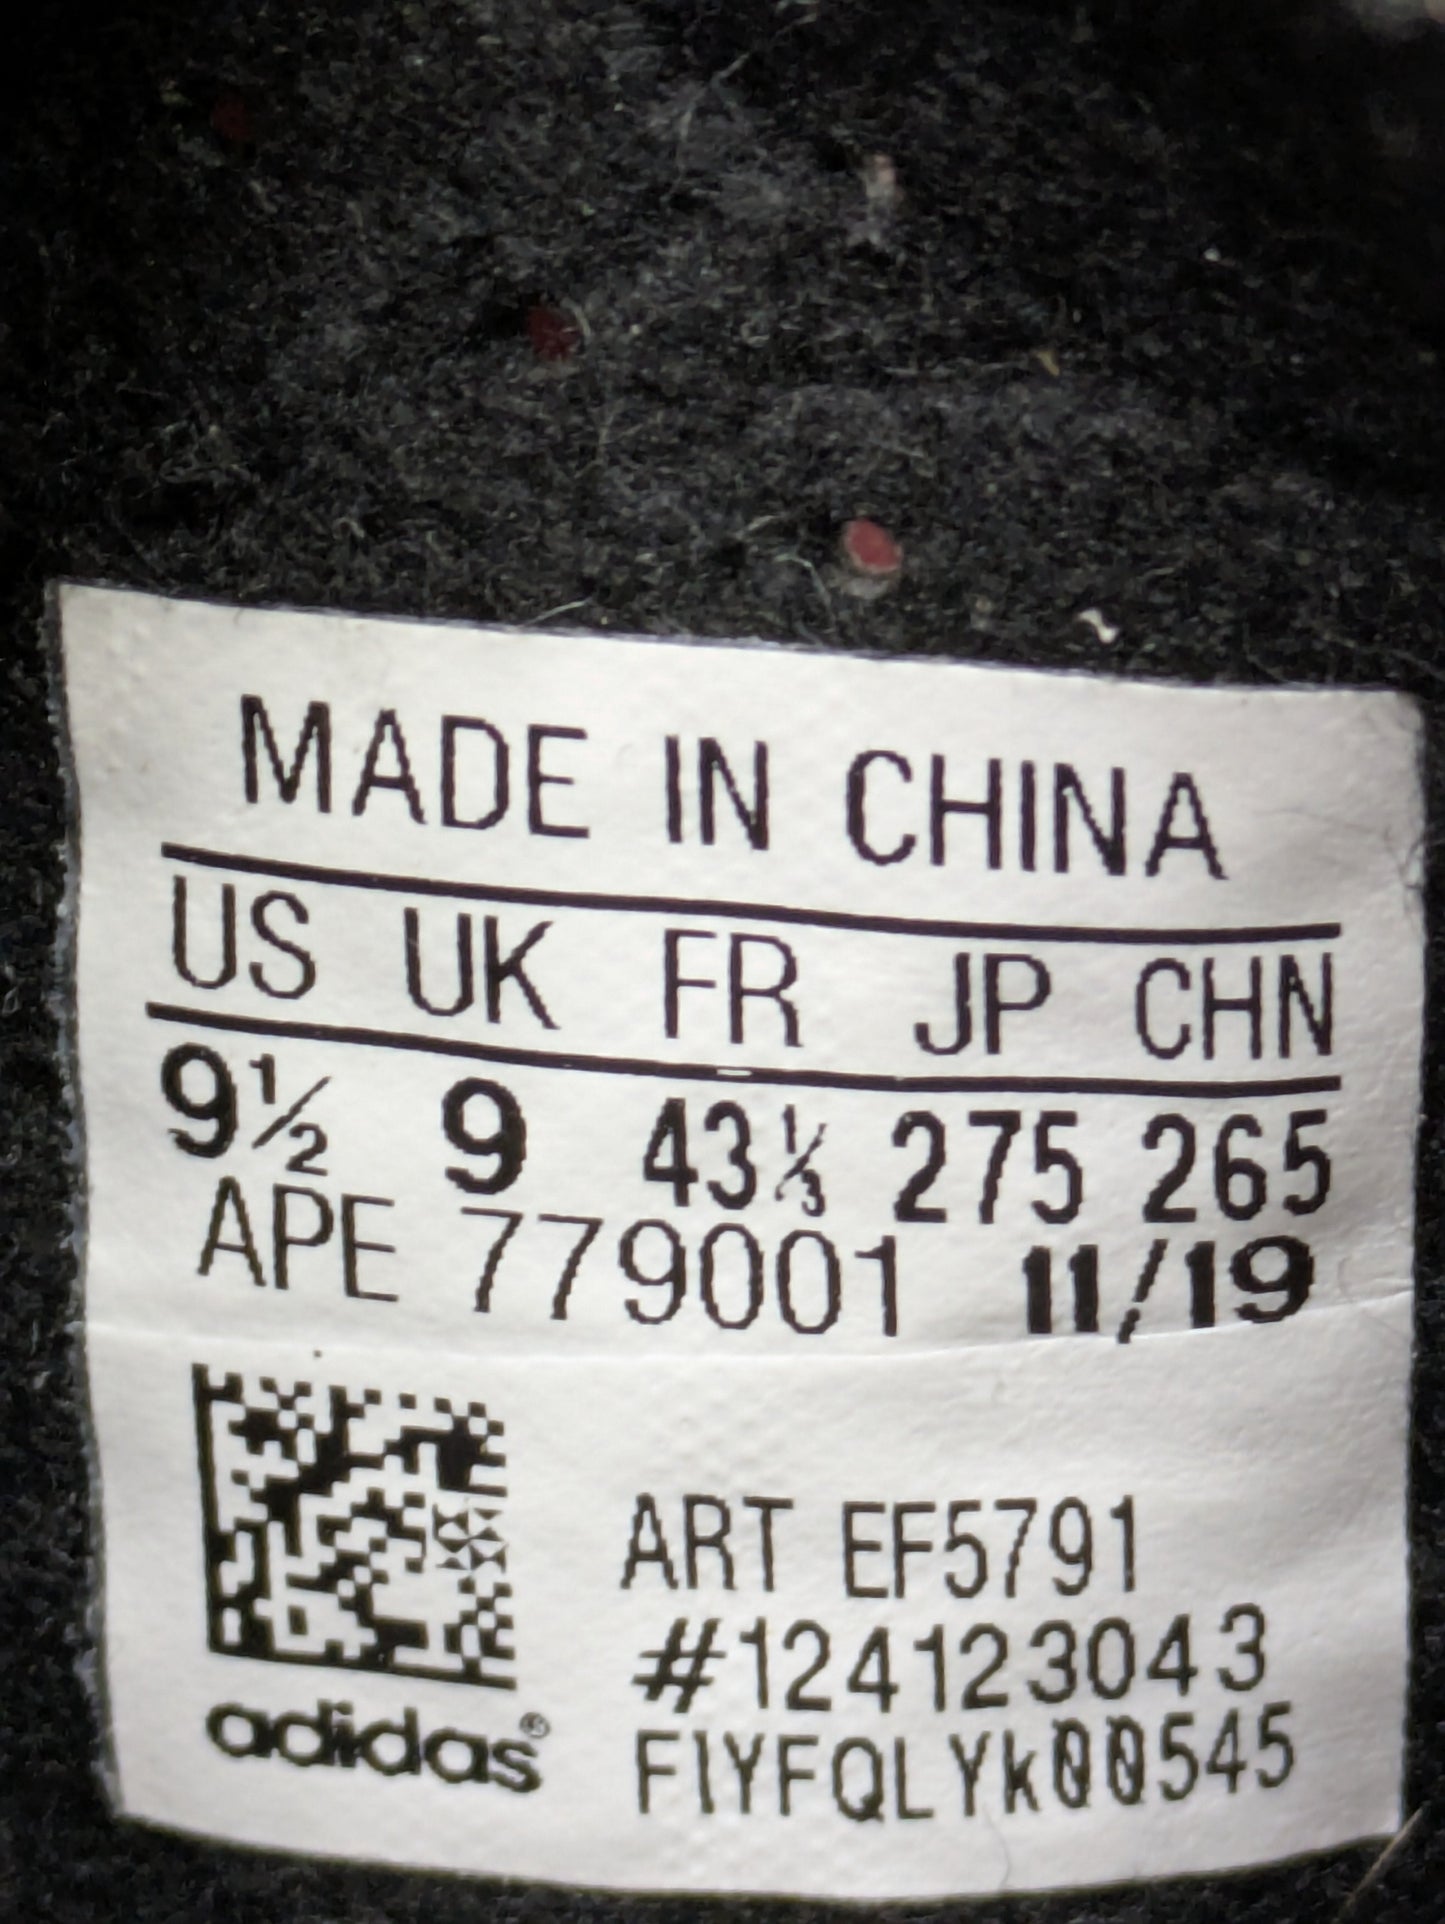 MADE IN CHINA
US UK FR JP CHN
9½ 9 43⅓ 275 265
APE 779001 11/19
ART EF5791
#124123043
FIYFQLYk00545
adidas®